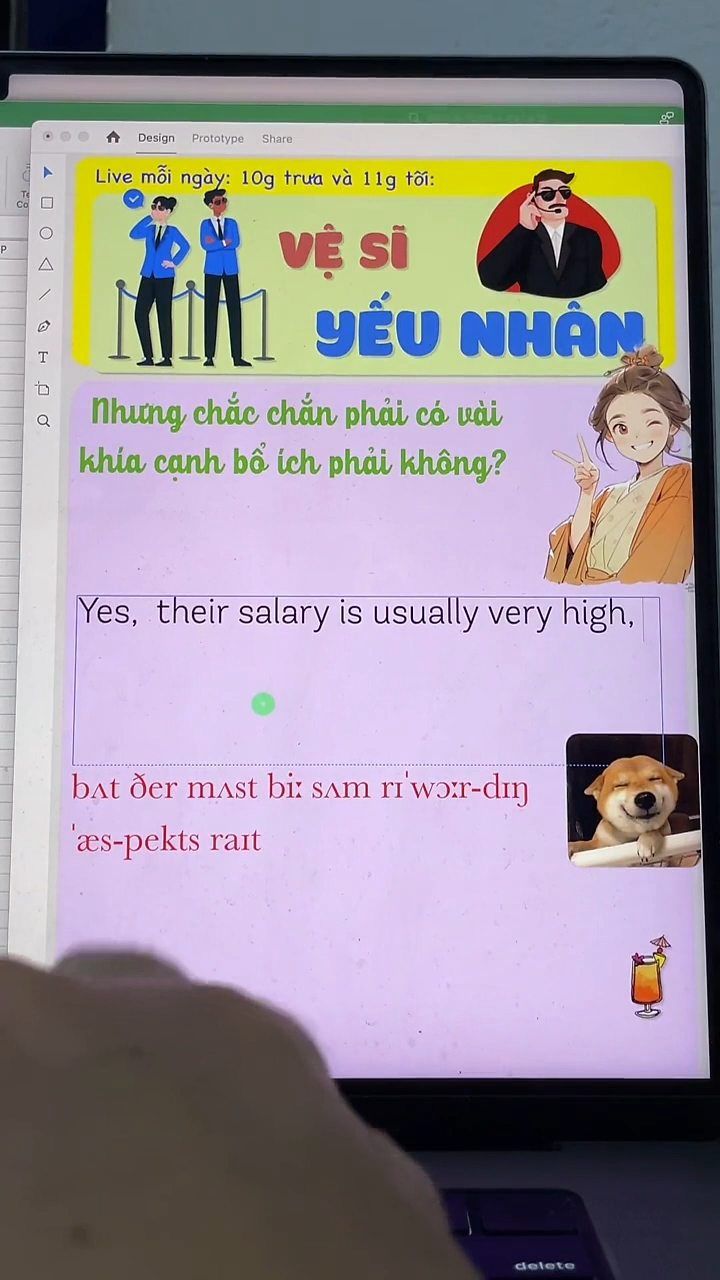 Design Prototype Share
Live mỗi ngày: 10g trưa và 11g tối:
VỆ SĨ
YẾU NHÂN
Nhưng chắc chắn phải có vài
khía cạnh bổ ích phải không?
Yes, their salary is usually very high,
bʌt ðer mʌst biː sʌm rɪˈwɔːr-dɪŋ
ˈæs-pekts raɪt
delete